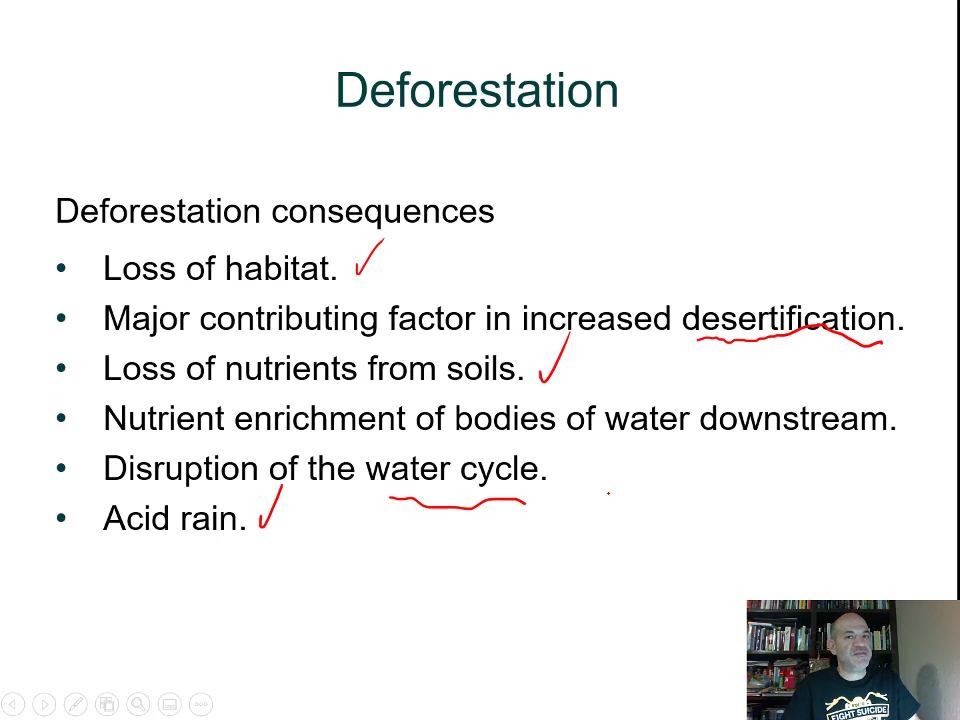 Deforestation
Deforestation consequences
• Loss of habitat.
• Major contributing factor in increased desertification.
• Loss of nutrients from soils.
• Nutrient enrichment of bodies of water downstream.
• Disruption of the water cycle.
• Acid rain.
FIGHT SUICIDE